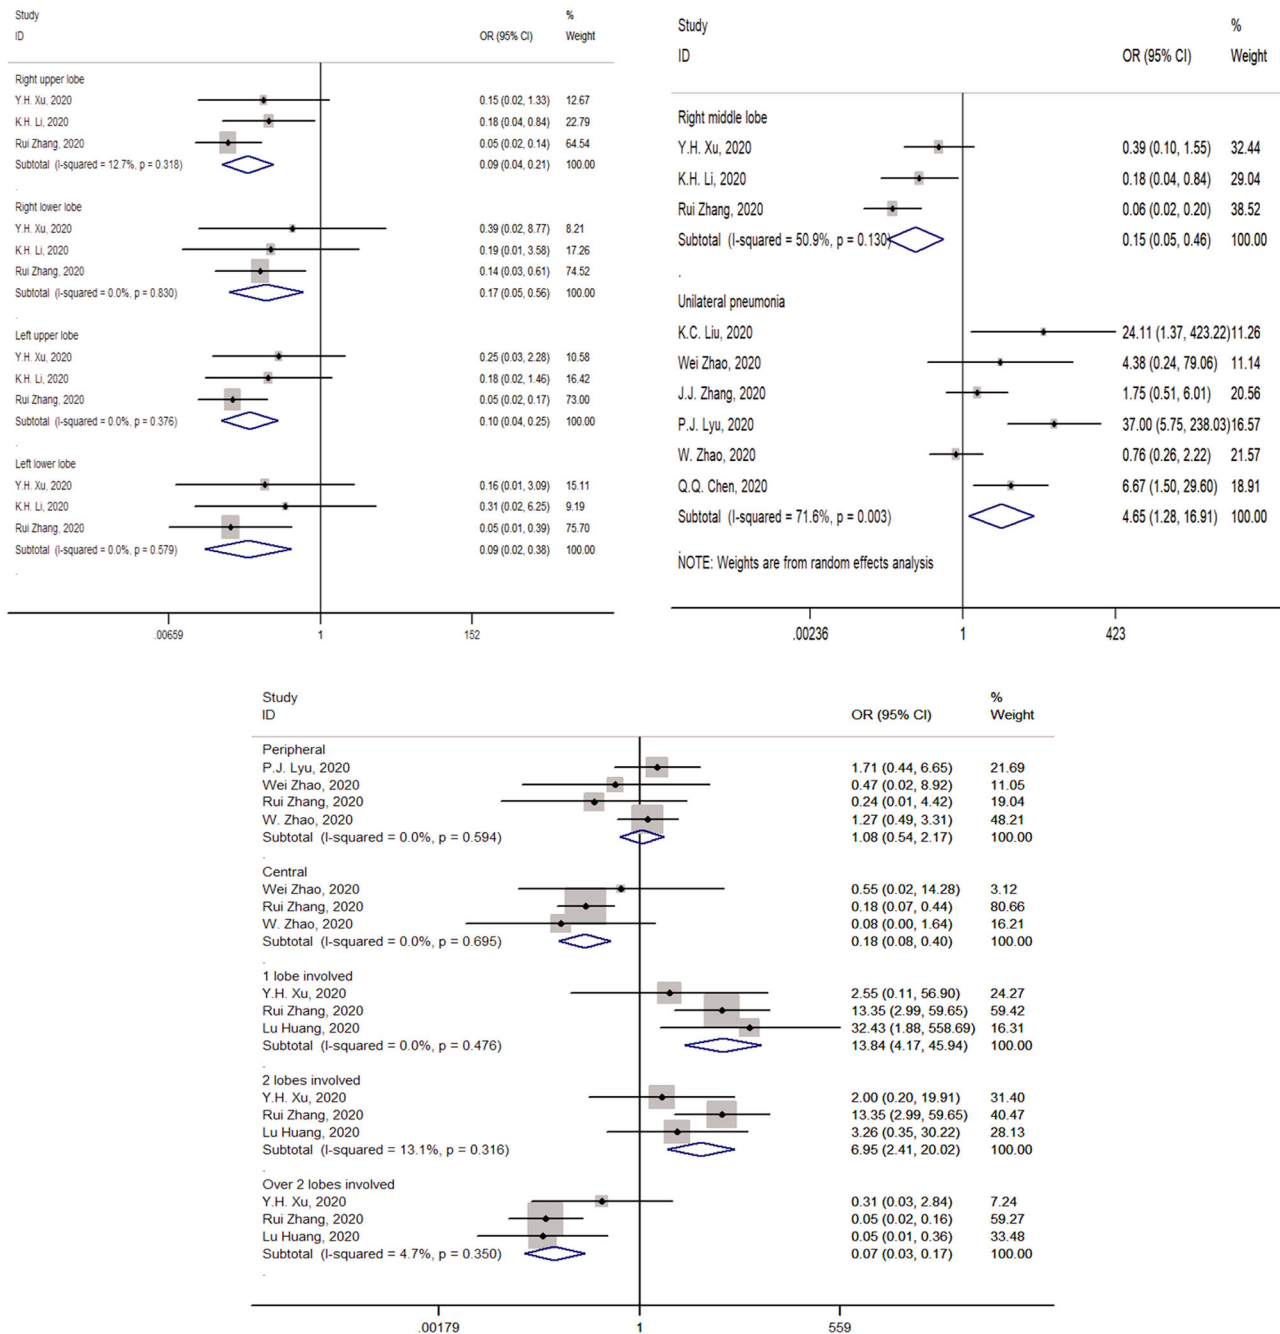 Study %
ID OR (95% CI) Weight
Right upper lobe
Y.H. Xu, 2020 0.15 (0.02, 1.33) 12.67
K.H. Li, 2020 0.18 (0.04, 0.84) 22.79
Rui Zhang, 2020 0.05 (0.02, 0.14) 64.54
Subtotal (I-squared = 12.7%, p = 0.318) 0.09 (0.04, 0.21) 100.00
.
Right lower lobe
Y.H. Xu, 2020 0.39 (0.02, 8.77) 8.21
K.H. Li, 2020 0.19 (0.01, 3.58) 17.26
Rui Zhang, 2020 0.14 (0.03, 0.61) 74.52
Subtotal (I-squared = 0.0%, p = 0.830) 0.17 (0.05, 0.56) 100.00
.
Left upper lobe
Y.H. Xu, 2020 0.25 (0.03, 2.28) 10.58
K.H. Li, 2020 0.18 (0.02, 1.46) 16.42
Rui Zhang, 2020 0.05 (0.02, 0.17) 73.00
Subtotal (I-squared = 0.0%, p = 0.376) 0.10 (0.04, 0.25) 100.00
.
Left lower lobe
Y.H. Xu, 2020 0.16 (0.01, 3.09) 15.11
K.H. Li, 2020 0.31 (0.02, 6.25) 9.19
Rui Zhang, 2020 0.05 (0.01, 0.39) 75.70
Subtotal (I-squared = 0.0%, p = 0.579) 0.09 (0.02, 0.38) 100.00
.
.00659 1 152
Study %
ID OR (95% CI) Weight
Right middle lobe
Y.H. Xu, 2020 0.39 (0.10, 1.55) 32.44
K.H. Li, 2020 0.18 (0.04, 0.84) 29.04
Rui Zhang, 2020 0.06 (0.02, 0.20) 38.52
Subtotal (I-squared = 50.9%, p = 0.130) 0.15 (0.05, 0.46) 100.00
.
Unilateral pneumonia
K.C. Liu, 2020 24.11 (1.37, 423.22) 11.26
Wei Zhao, 2020 4.38 (0.24, 79.06) 11.14
J.J. Zhang, 2020 1.75 (0.51, 6.01) 20.56
P.J. Lyu, 2020 37.00 (5.75, 238.03) 16.57
W. Zhao, 2020 0.76 (0.26, 2.22) 21.57
Q.Q. Chen, 2020 6.67 (1.50, 29.60) 18.91
Subtotal (I-squared = 71.6%, p = 0.003) 4.65 (1.28, 16.91) 100.00
.
NOTE: Weights are from random effects analysis
.00236 1 423
Study %
ID OR (95% CI) Weight
Peripheral
P.J. Lyu, 2020 1.71 (0.44, 6.65) 21.69
Wei Zhao, 2020 0.47 (0.02, 8.92) 11.05
Rui Zhang, 2020 0.24 (0.01, 4.42) 19.04
W. Zhao, 2020 1.27 (0.49, 3.31) 48.21
Subtotal (I-squared = 0.0%, p = 0.594) 1.08 (0.54, 2.17) 100.00
.
Central
Wei Zhao, 2020 0.55 (0.02, 14.28) 3.12
Rui Zhang, 2020 0.18 (0.07, 0.44) 80.66
W. Zhao, 2020 0.08 (0.00, 1.64) 16.21
Subtotal (I-squared = 0.0%, p = 0.695) 0.18 (0.08, 0.40) 100.00
.
1 lobe involved
Y.H. Xu, 2020 2.55 (0.11, 56.90) 24.27
Rui Zhang, 2020 13.35 (2.99, 59.65) 59.42
Lu Huang, 2020 32.43 (1.88, 558.69) 16.31
Subtotal (I-squared = 0.0%, p = 0.476) 13.84 (4.17, 45.94) 100.00
.
2 lobes involved
Y.H. Xu, 2020 2.00 (0.20, 19.91) 31.40
Rui Zhang, 2020 13.35 (2.99, 59.65) 40.47
Lu Huang, 2020 3.26 (0.35, 30.22) 28.13
Subtotal (I-squared = 13.1%, p = 0.316) 6.95 (2.41, 20.02) 100.00
.
Over 2 lobes involved
Y.H. Xu, 2020 0.31 (0.03, 2.84) 7.24
Rui Zhang, 2020 0.05 (0.02, 0.16) 59.27
Lu Huang, 2020 0.05 (0.01, 0.36) 33.48
Subtotal (I-squared = 4.7%, p = 0.350) 0.07 (0.03, 0.17) 100.00
.
.00179 1 559